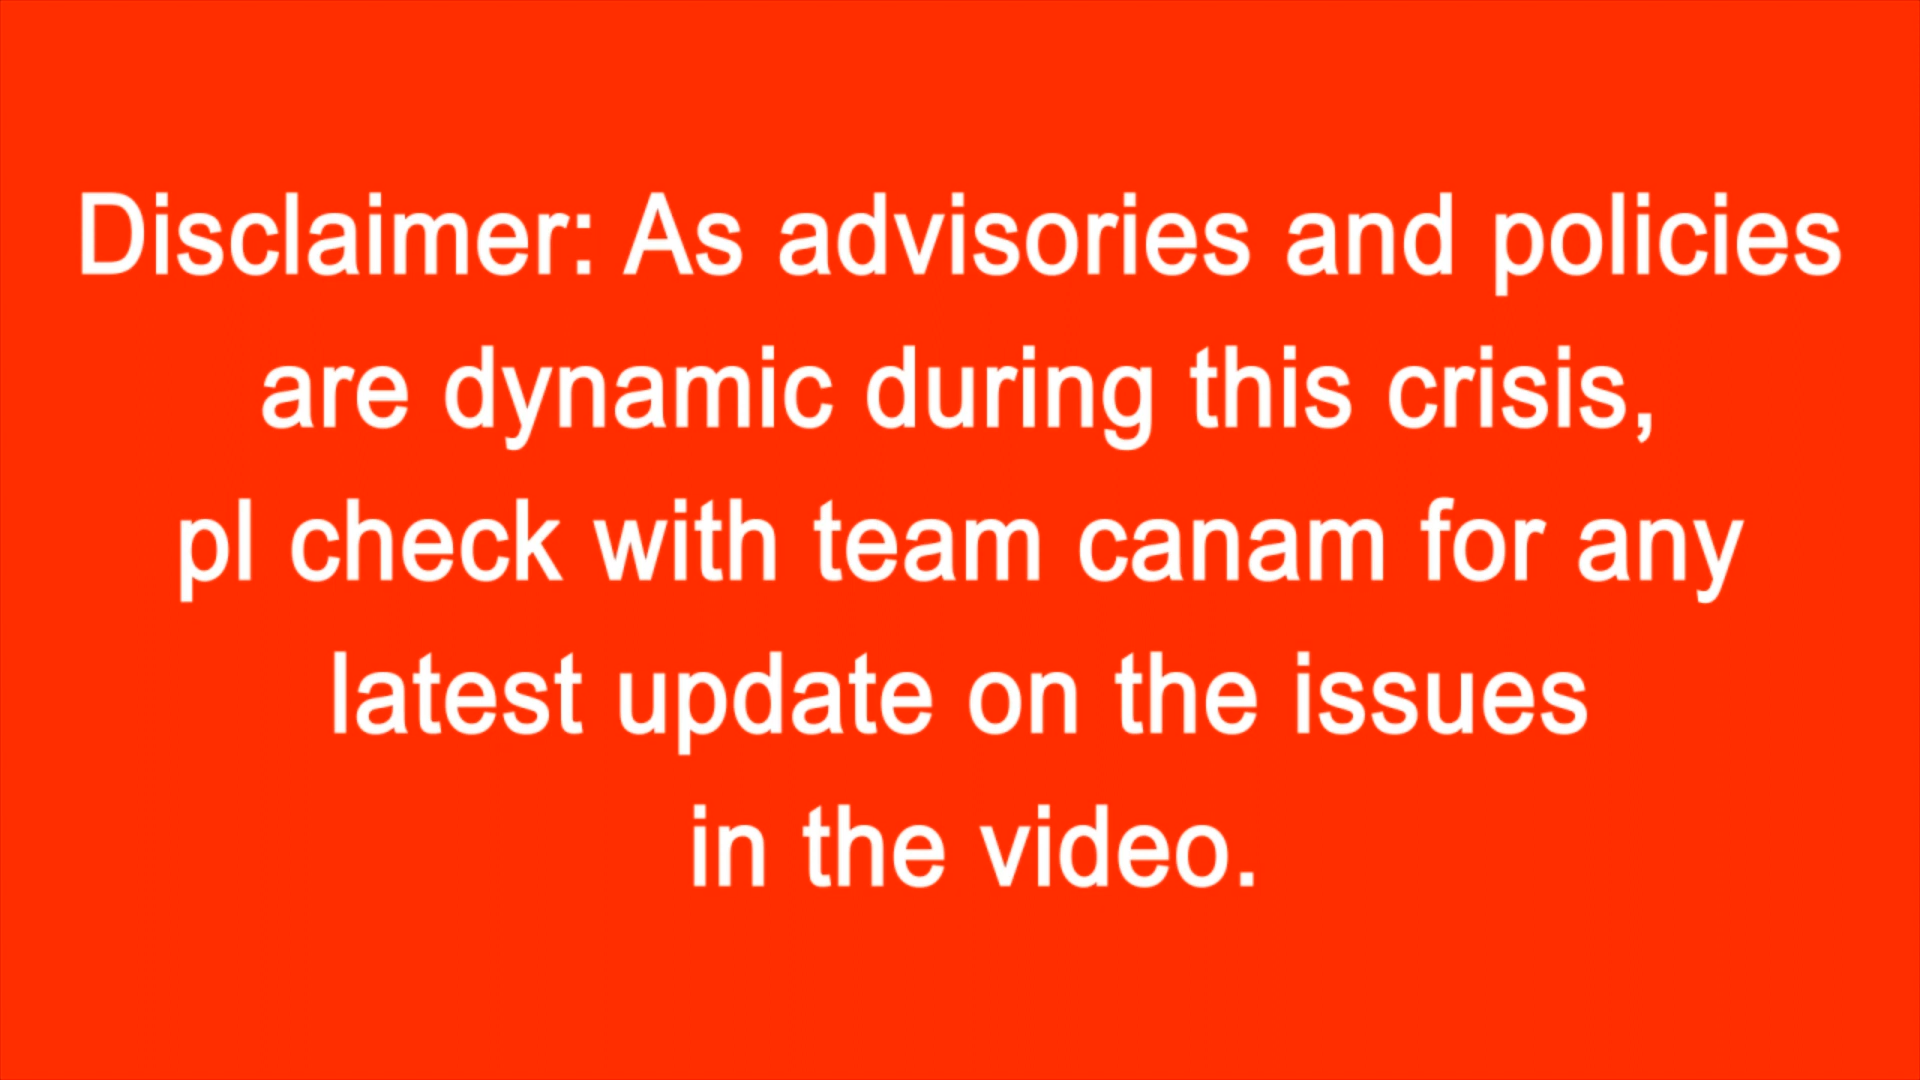 Disclaimer: As advisories and policies
are dynamic during this crisis,
pl check with team canam for any
latest update on the issues
in the video.